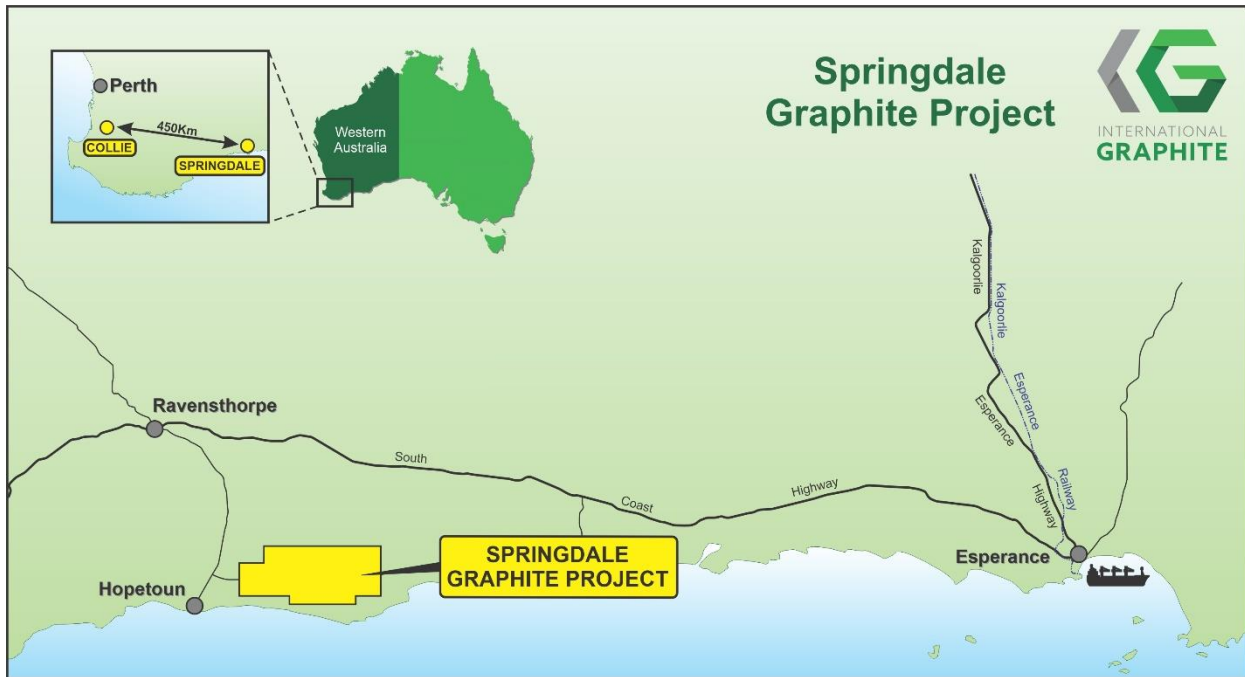 Springdale
Graphite Project
INTERNATIONAL
GRAPHITE
Perth
450Km
COLLIE
SPRINGDALE
Western
Australia
Kalgoorlie
Kalgoorlie
Esperance
Esperance
Railway
Highway
Ravensthorpe
South
Coast
Highway
SPRINGDALE
GRAPHITE PROJECT
Hopetoun
Esperance